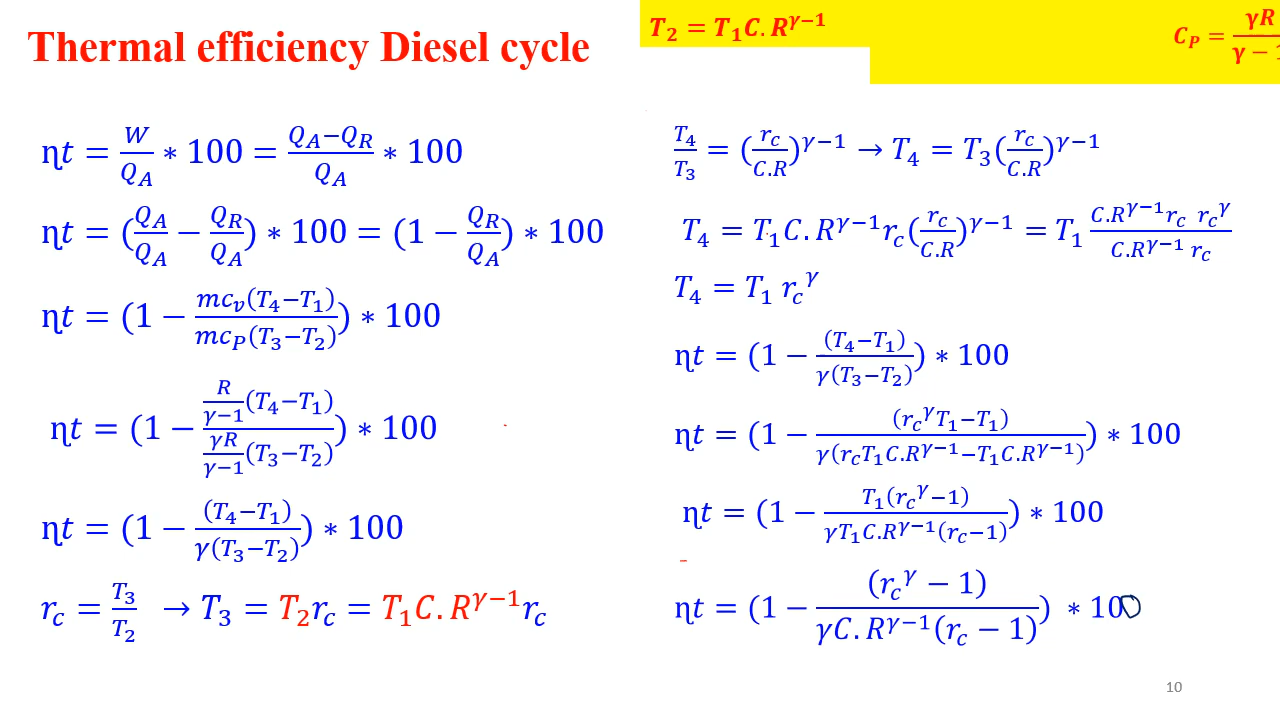 Thermal efficiency Diesel cycle
T₂ = T₁C.R^(γ−1)
C_P = γR/(γ − 1
ηt = W/Q_A * 100 = (Q_A−Q_R)/Q_A * 100
ηt = (Q_A/Q_A − Q_R/Q_A) * 100 = (1 − Q_R/Q_A) * 100
ηt = (1 − mc_v(T₄−T₁)/mc_P(T₃−T₂)) * 100
ηt = (1 − (R/(γ−1)(T₄−T₁))/(γR/(γ−1)(T₃−T₂))) * 100
ηt = (1 − (T₄−T₁)/γ(T₃−T₂)) * 100
r_c = T₃/T₂ → T₃ = T₂r_c = T₁C.R^(γ−1)r_c
T₄/T₃ = (r_c/C.R)^(γ−1) → T₄ = T₃(r_c/C.R)^(γ−1)
T₄ = T₁C.R^(γ−1)r_c(r_c/C.R)^(γ−1) = T₁ (C.R^(γ−1)r_c r_c^γ)/(C.R^(γ−1) r_c)
T₄ = T₁ r_c^γ
ηt = (1 − (T₄−T₁)/γ(T₃−T₂)) * 100
ηt = (1 − (r_c^γT₁−T₁)/γ(r_cT₁C.R^(γ−1)−T₁C.R^(γ−1))) * 100
ηt = (1 − T₁(r_c^γ−1)/γT₁C.R^(γ−1)(r_c−1)) * 100
ηt = (1 − (r_c^γ − 1)/γC.R^(γ−1)(r_c − 1)) * 100
10